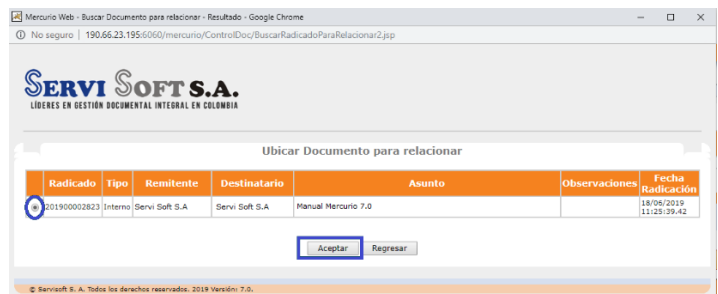 Mercurio Web - Buscar Documento para relacionar - Resultado - Google Chrome
No seguro | 190.66.23.195:6060/mercurio/ControlDoc/BuscarRadicadoParaRelacionar2.jsp
SERVI SOFT S.A.
LÍDERES EN GESTIÓN DOCUMENTAL INTEGRAL EN COLOMBIA
Ubicar Documento para relacionar
Radicado Tipo Remitente Destinatario Asunto Observaciones Fecha Radicación
201900002823 Interno Servi Soft S.A Servi Soft S.A Manual Mercurio 7.0 18/06/2019
11:25:39.42
Aceptar Regresar
© Servisoft S. A. Todos los derechos reservados. 2019 Versión: 7.0.